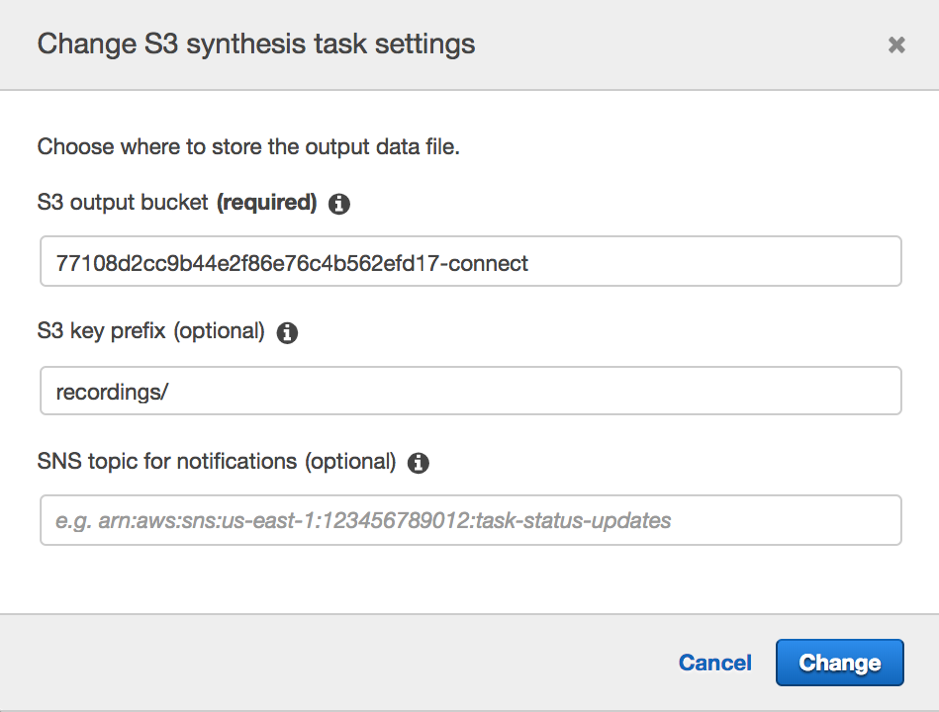 Change S3 synthesis task settings
Choose where to store the output data file.
S3 output bucket (required)
77108d2cc9b44e2f86e76c4b562efd17-connect
S3 key prefix (optional)
recordings/
SNS topic for notifications (optional)
e.g. arn:aws:sns:us-east-1:123456789012:task-status-updates
Cancel Change